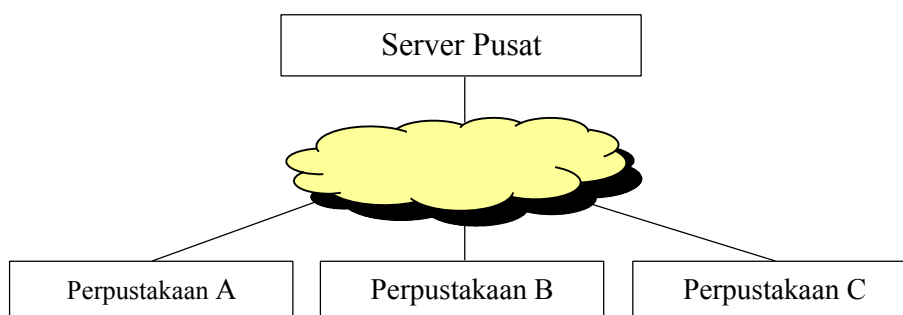 Server Pusat
Perpustakaan A
Perpustakaan B
Perpustakaan C